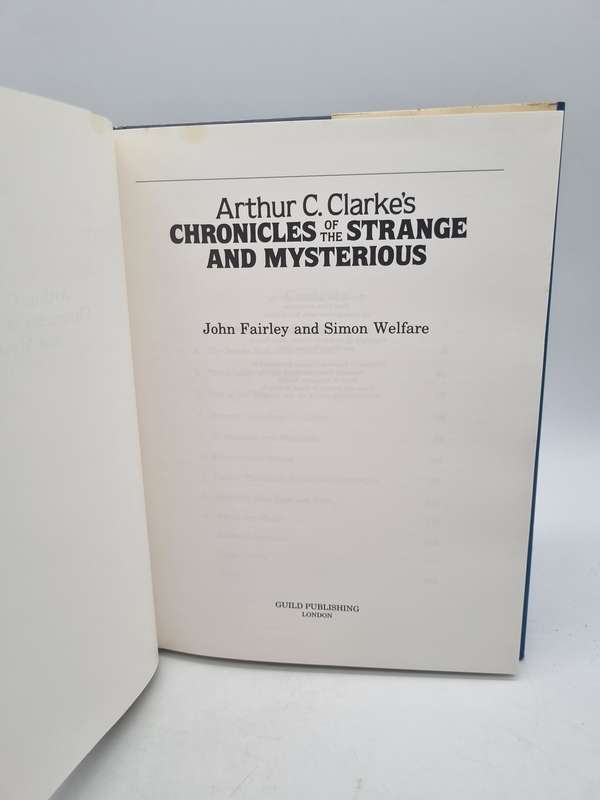 Arthur C. Clarke's
CHRONICLES OF THE STRANGE
AND MYSTERIOUS
John Fairley and Simon Welfare
GUILD PUBLISHING
LONDON